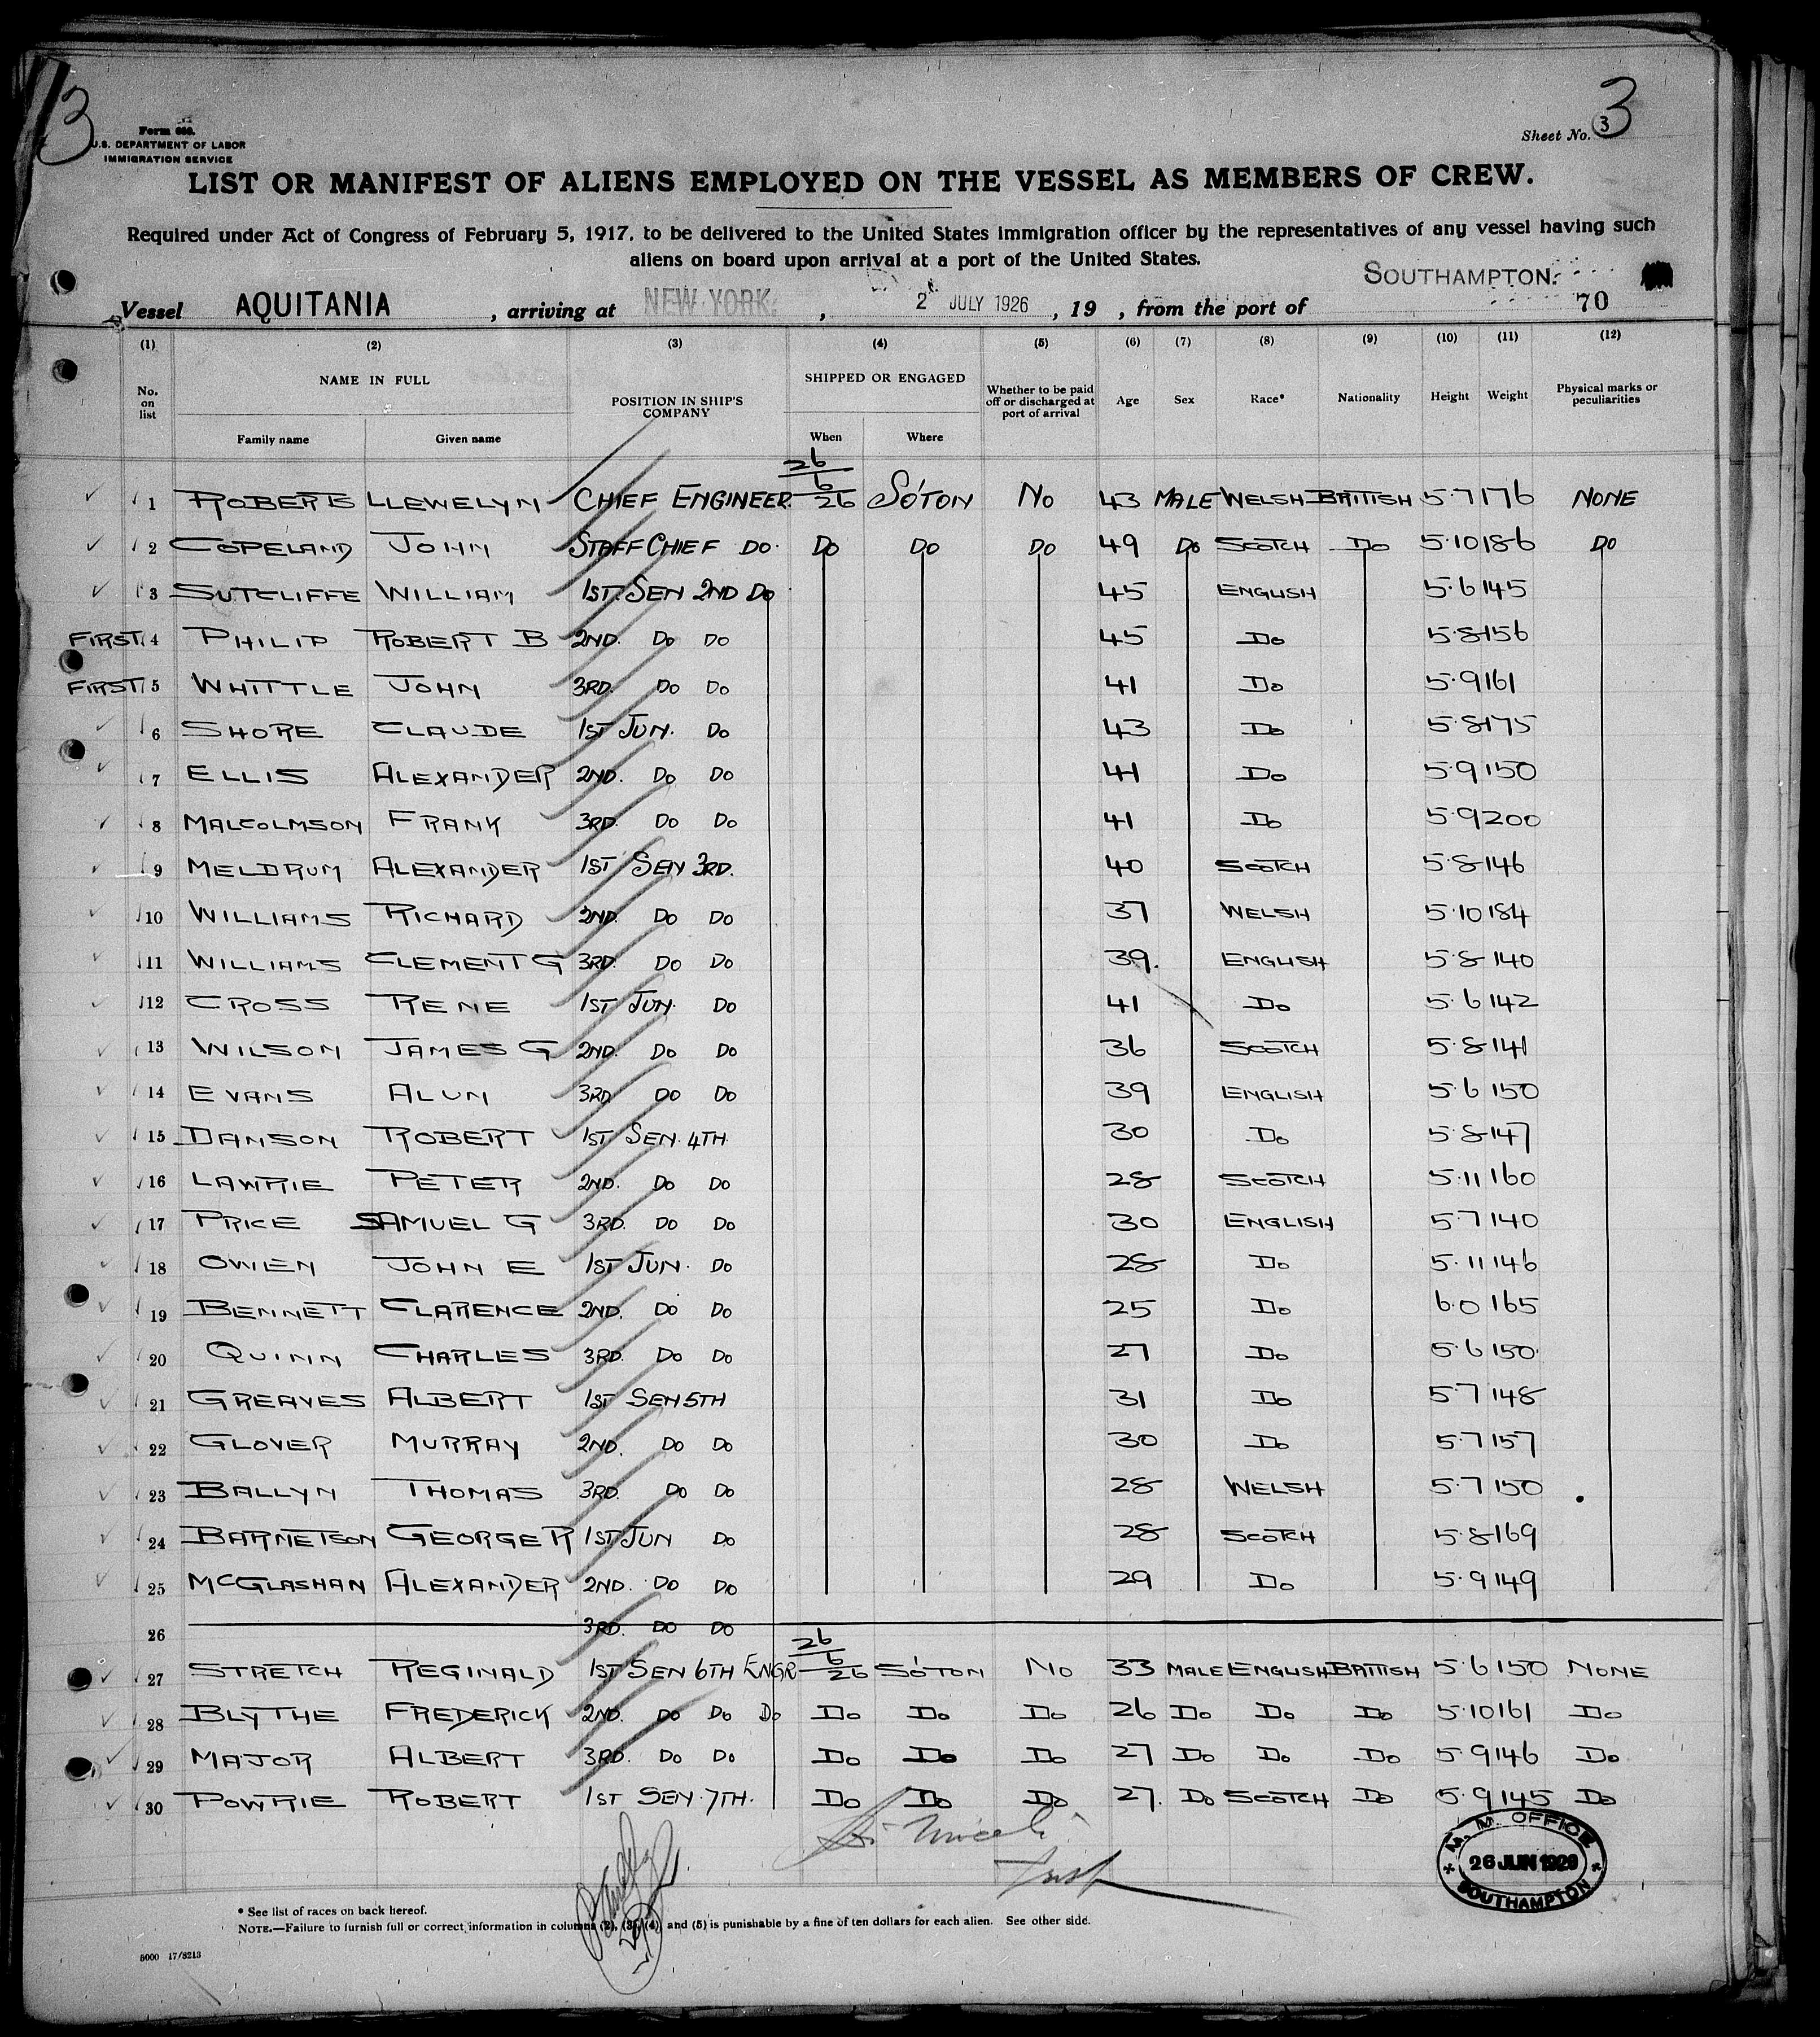 3
3
Form 680.
U.S. DEPARTMENT OF LABOR
IMMIGRATION SERVICE
Sheet No. 3
LIST OR MANIFEST OF ALIENS EMPLOYED ON THE VESSEL AS MEMBERS OF CREW.
Required under Act of Congress of February 5, 1917, to be delivered to the United States immigration officer by the representatives of any vessel having such
aliens on board upon arrival at a port of the United States.
Vessel AQUITANIA , arriving at NEW YORK. , 2 JULY 1926 , 19 , from the port of SOUTHAMPTON. 70
(1) (2) (3) (4) (5) (6) (7) (8) (9) (10) (11) (12)
No. on list NAME IN FULL POSITION IN SHIP'S COMPANY SHIPPED OR ENGAGED Whether to be paid off or discharged at port of arrival Age Sex Race* Nationality Height Weight Physical marks or peculiarities
Family name Given name When Where
1 ROBERTS LLEWELYN CHIEF ENGINEER 26/6/26 SO'TON NO 43 MALE WELSH BRITISH 5.7 176 NONE
2 COPELAND JOHN STAFF CHIEF DO. DO DO DO 49 DO SCOTCH DO 5.10 186 DO
3 SUTCLIFFE WILLIAM 1ST. SEN 2ND DO 45 ENGLISH 5.6 145
FIRST 4 PHILIP ROBERT B 2ND. DO DO 45 DO 5.8 156
FIRST 5 WHITTLE JOHN 3RD. DO DO 41 DO 5.9 161
6 SHORE CLAUDE 1ST JUN. DO 43 DO 5.8 175
7 ELLIS ALEXANDER 2ND. DO DO 41 DO 5.9 150
8 MALCOLMSON FRANK 3RD. DO DO 41 DO 5.9 200
9 MELDRUM ALEXANDER 1ST SEN 3RD. 40 SCOTCH 5.8 146
10 WILLIAMS RICHARD 2ND. DO DO 37 WELSH 5.10 184
11 WILLIAMS CLEMENT G 3RD. DO DO 39. ENGLISH 5.8 140
12 CROSS RENE 1ST JUN. DO 41 DO 5.6 142
13 WILSON JAMES G 2ND. DO DO 36 SCOTCH 5.8 141
14 EVANS ALUN 3RD DO DO 39 ENGLISH 5.6 150
15 DANSON ROBERT 1ST SEN. 4TH. 30 DO 5.8 147
16 LAWRIE PETER 2ND. DO DO 28 SCOTCH 5.11 160
17 PRICE SAMUEL G 3RD. DO DO 30 ENGLISH 5.7 140
18 OWEN JOHN E 1ST JUN. DO 28 DO 5.11 146
19 BENNETT CLARENCE 2ND. DO DO 25 DO 6.0 165
20 QUINN CHARLES 3RD. DO DO 27 DO 5.6 150
21 GREAVES ALBERT 1ST SEN 5TH 31 DO 5.7 148
22 GLOVER MURRAY 2ND. DO DO 30 DO 5.7 157
23 BALLYN THOMAS 3RD. DO DO 28 WELSH 5.7 150
24 BARNETSON GEORGE R 1ST JUN DO 28 SCOTCH 5.8 169
25 MCGLASHAN ALEXANDER 2ND. DO DO 29 DO 5.9 149
26 3RD. DO DO
27 STRETCH REGINALD 1ST SEN 6TH ENGR 26/6/26 SO'TON NO 33 MALE ENGLISH BRITISH 5.6 150 NONE
28 BLYTHE FREDERICK 2ND. DO DO DO DO DO DO 26 DO DO DO 5.10 161 DO
29 MAJOR ALBERT 3RD. DO DO DO DO DO 27 DO DO DO 5.9 146 DO
30 POWRIE ROBERT 1ST SEN. 7TH. DO DO DO 27. DO SCOTCH DO 5.9 145 DO
M. M. OFFICE
26 JUN 1926
SOUTHAMPTON
* See list of races on back hereof.
NOTE.—Failure to furnish full or correct information in columns (2), (3), (4), and (5) is punishable by a fine of ten dollars for each alien. See other side.
5000 17/8213